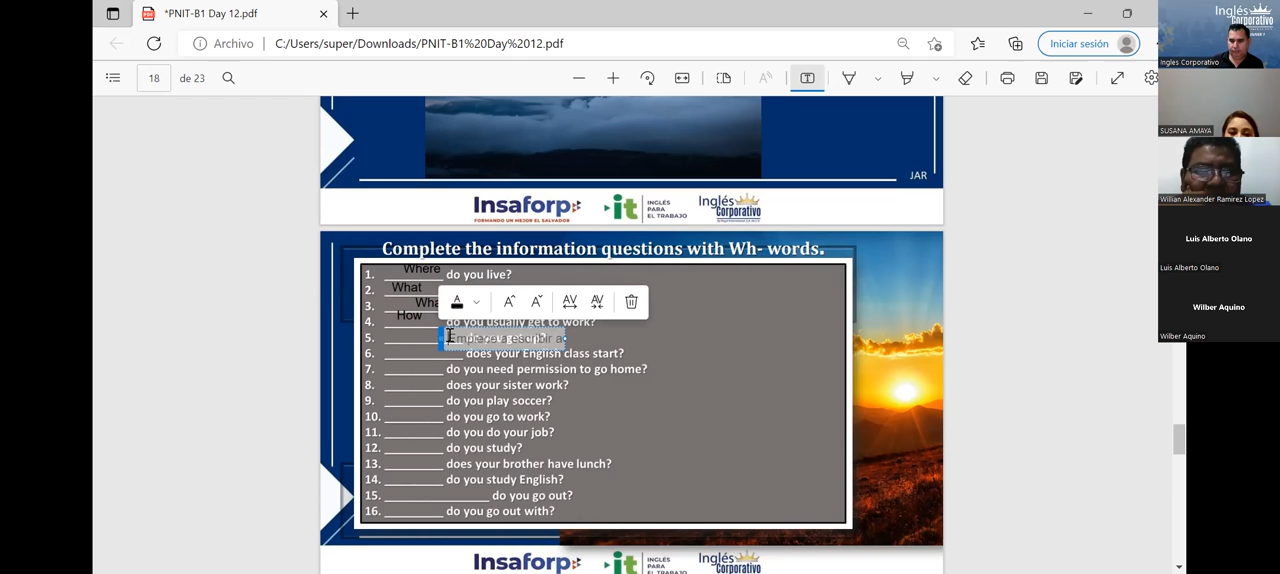 *PNIT-B1 Day 12.pdf
Archivo C:/Users/super/Downloads/PNIT-B1%20Day%2012.pdf
Iniciar sesión
18 de 23
JAR
Insaforp
FORMANDO UN MEJOR EL SALVADOR
it INGLÉS PARA EL TRABAJO
Inglés Corporativo
Complete the information questions with Wh- words.
1. Where do you live?
2. What
3.
4. How do you usually get to work?
5. do you get up?
6. does your English class start?
7. do you need permission to go home?
8. does your sister work?
9. do you play soccer?
10. do you go to work?
11. do you do your job?
12. do you study?
13. does your brother have lunch?
14. do you study English?
15. do you go out?
16. do you go out with?
Insaforp
it INGLÉS PARA EL TRABAJO
Inglés Corporativo
Inglés Corporativo
Ingles Corporativo
SUSANA AMAYA
Willian Alexander Ramirez Lopez
Luis Alberto Olano
Luis Alberto Olano
Wilber Aquino
Wilber Aquino